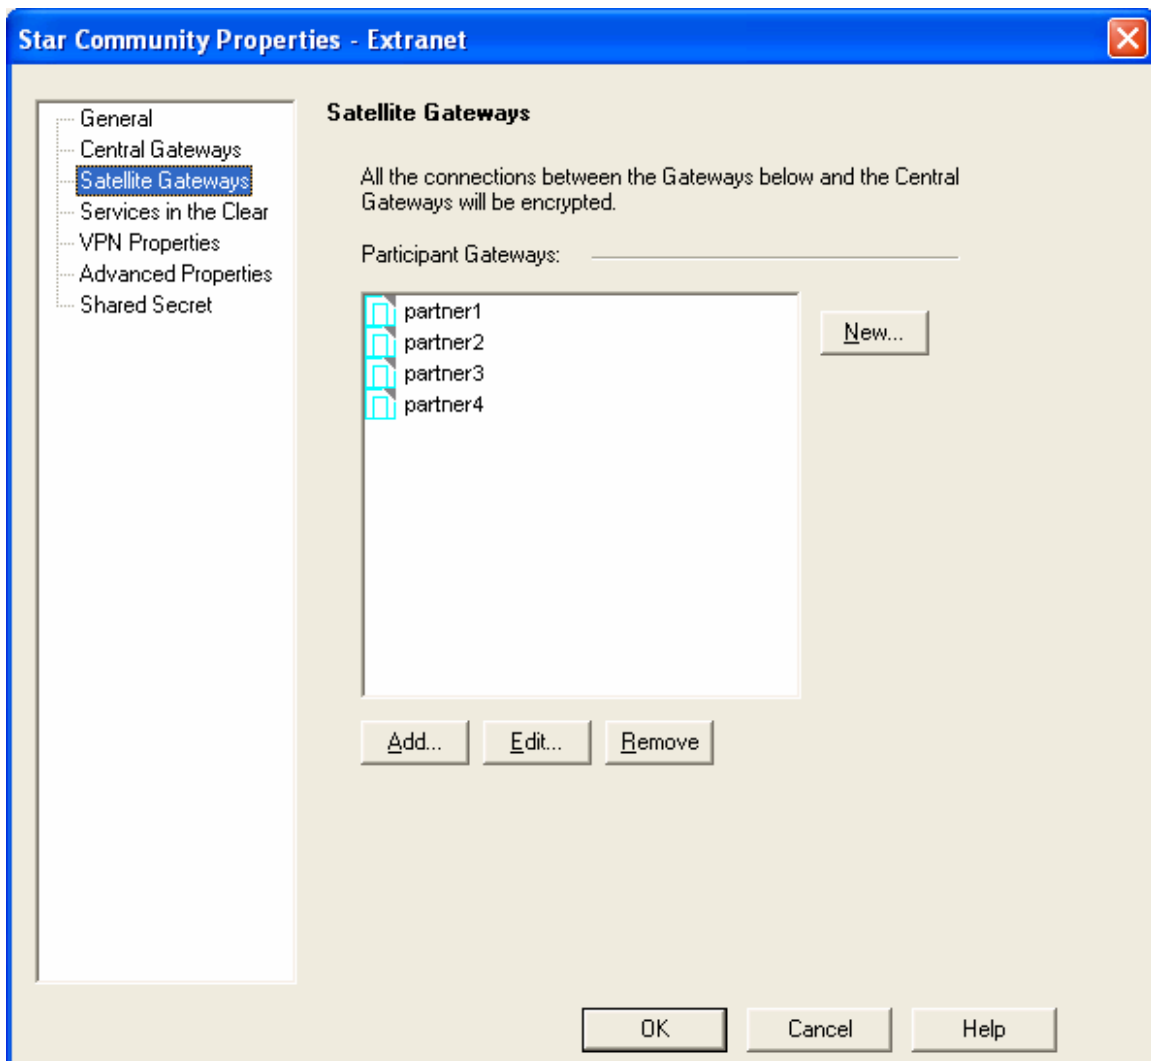 Star Community Properties - Extranet
General
Central Gateways
Satellite Gateways
Services in the Clear
VPN Properties
Advanced Properties
Shared Secret
Satellite Gateways
All the connections between the Gateways below and the Central
Gateways will be encrypted.
Participant Gateways:
partner1
partner2
partner3
partner4
New...
Add...
Edit...
Remove
OK
Cancel
Help